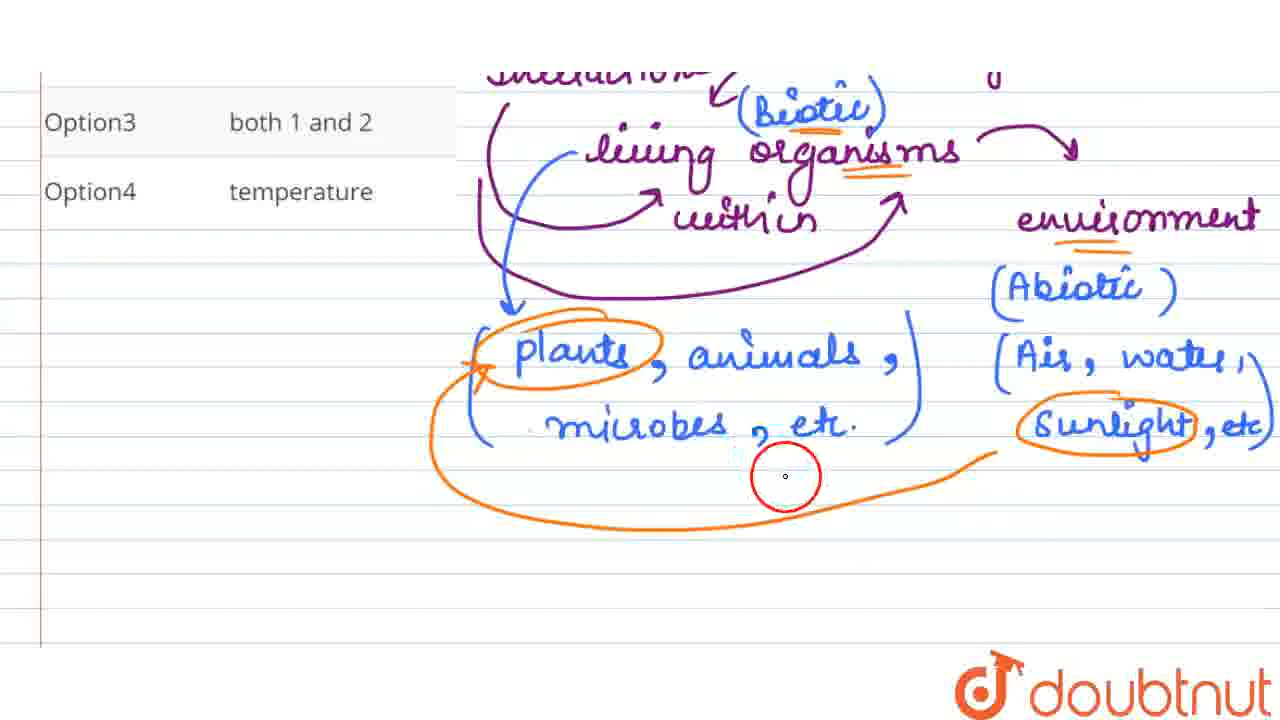 Option3 both 1 and 2
Option4 temperature
(Biotic)
living organisms
within
environment
(Abiotic)
(plants, animals,
microbes, etc.)
(Air, water,
Sunlight, etc)
doubtnut